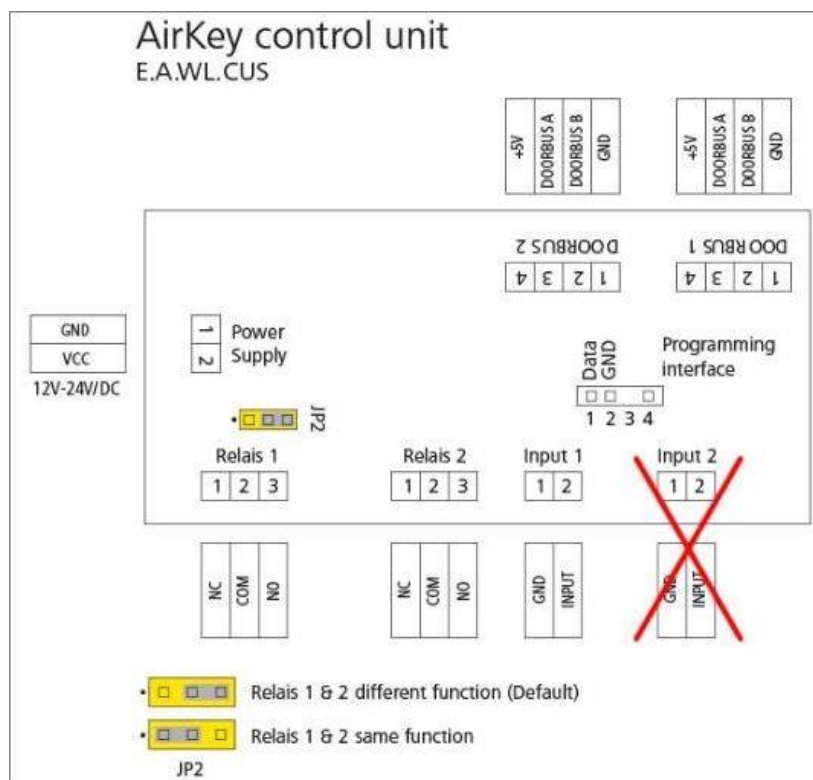 AirKey control unit
E.A.WL.CUS
+5V
DOORBUS A
DOORBUS B
GND
+5V
DOORBUS A
DOORBUS B
GND
DOORBUS 2
DOORBUS 1
4 3 2 1
4 3 2 1
GND
VCC
12V-24V/DC
1
2
Power
Supply
Data
GND
Programming
interface
1 2 3 4
JP2
Relais 1
Relais 2
Input 1
Input 2
1 2 3
1 2 3
1 2
1 2
NC
COM
NO
NC
COM
NO
GND
INPUT
GND
INPUT
Relais 1 & 2 different function (Default)
Relais 1 & 2 same function
JP2